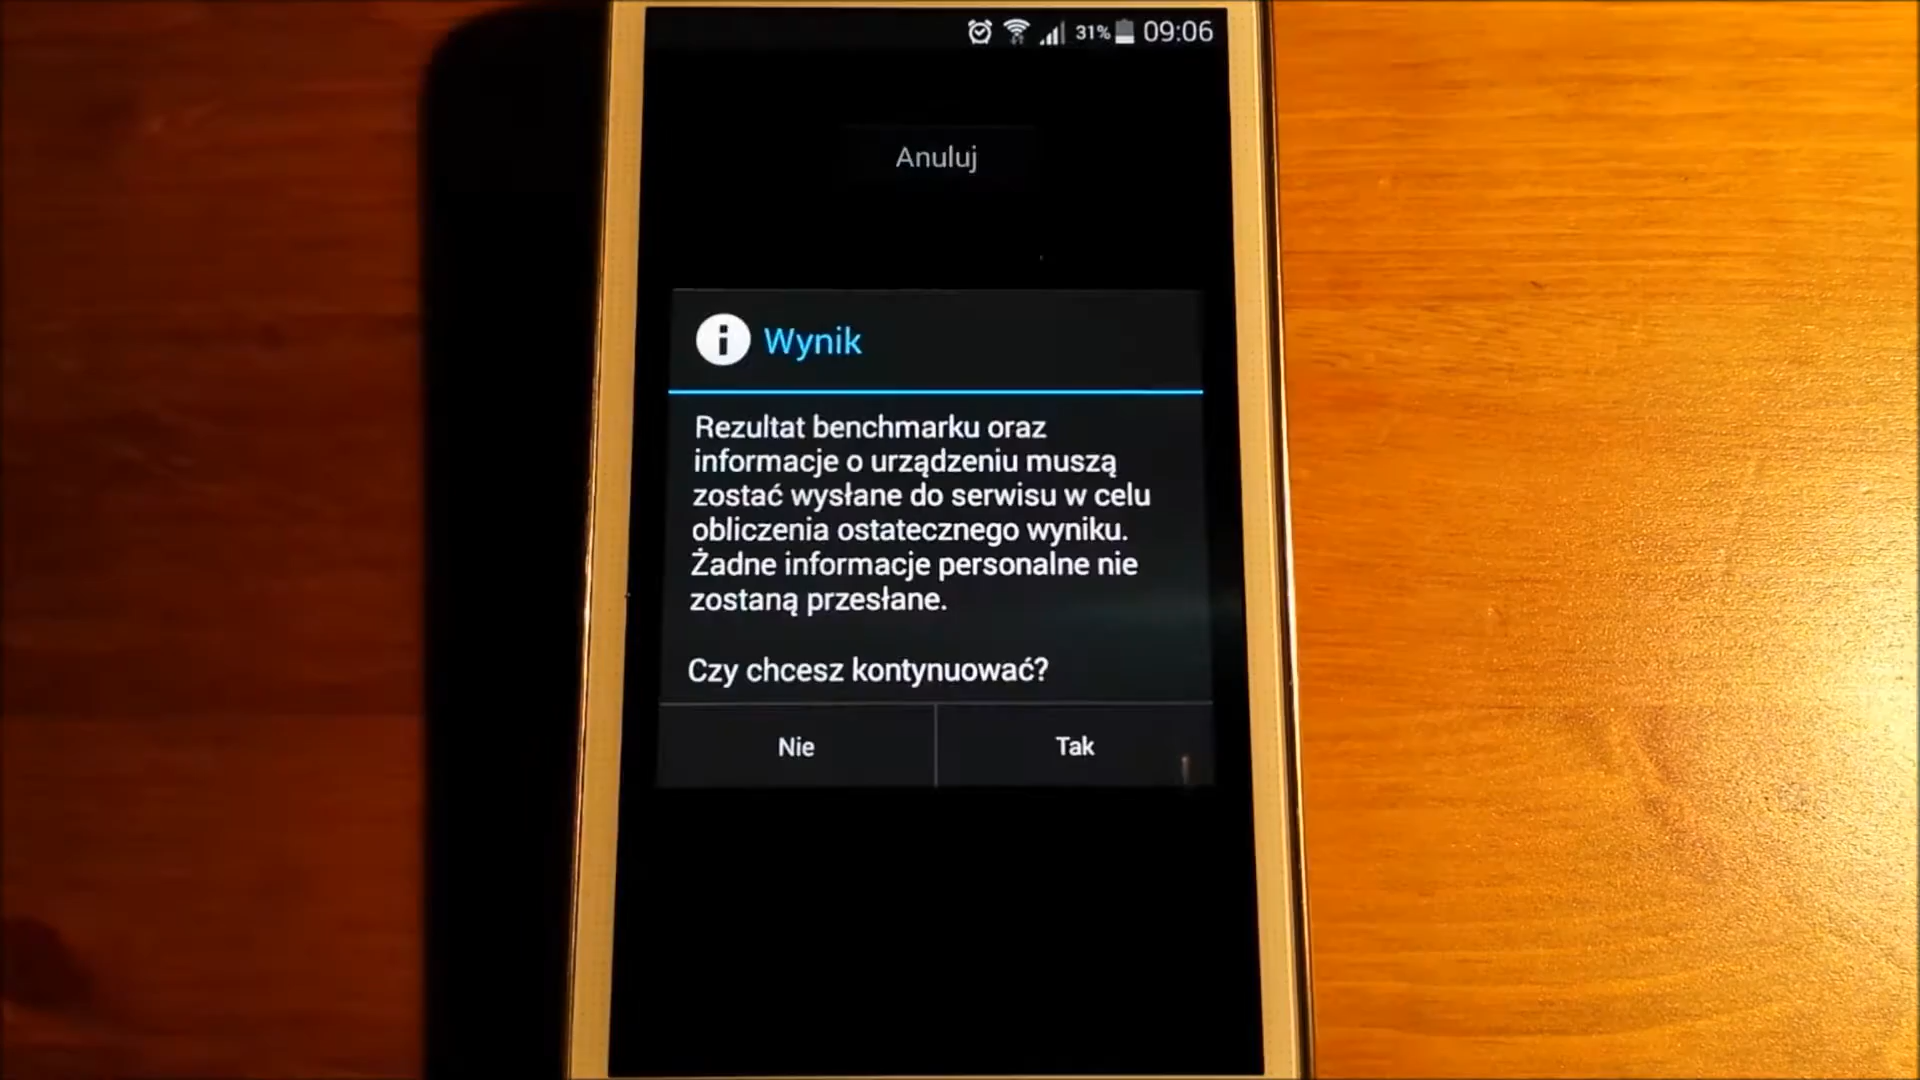 31% 09:06
Anuluj
Wynik
Rezultat benchmarku oraz
informacje o urządzeniu muszą
zostać wysłane do serwisu w celu
obliczenia ostatecznego wyniku.
Żadne informacje personalne nie
zostaną przesłane.
Czy chcesz kontynuować?
Nie Tak